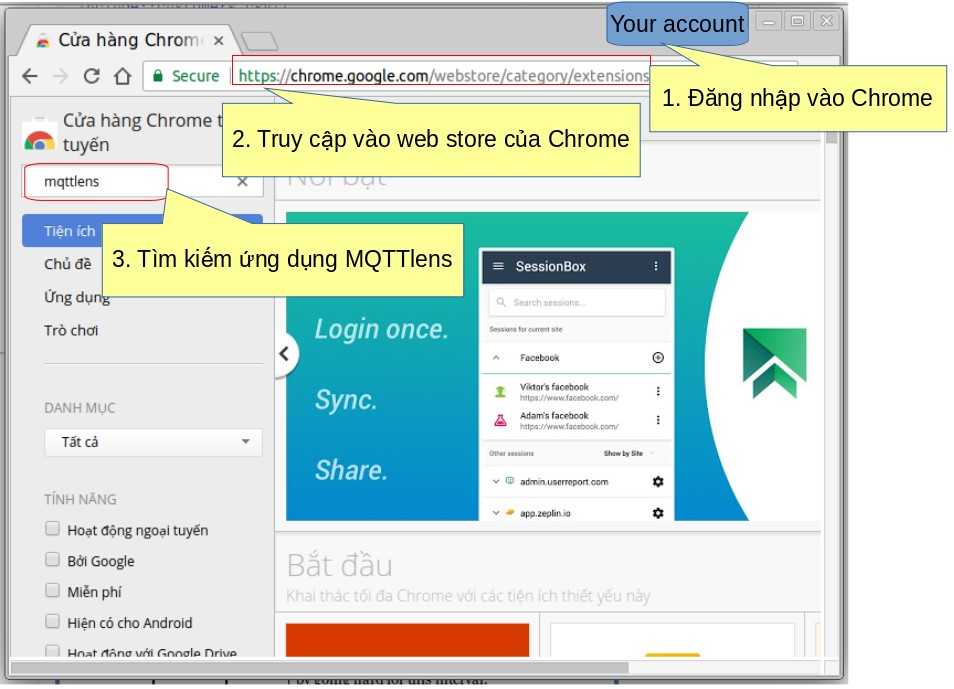 Your account
Cửa hàng Chrome
Secure
https://chrome.google.com/webstore/category/extensions
1. Đăng nhập vào Chrome
2. Truy cập vào web store của Chrome
Cửa hàng Chrome
tuyến
mqttlens
Nổi bật
3. Tìm kiếm ứng dụng MQTTlens
Tiện ích
Chủ đề
Ứng dụng
Trò chơi
DANH MỤC
Tất cả
TÍNH NĂNG
Hoạt động ngoại tuyến
Bởi Google
Miễn phí
Hiện có cho Android
Hoạt động với Google Drive
Login once.
Sync.
Share.
SessionBox
Search sessions...
Sessions for current site
Facebook
Viktor's facebook
https://www.facebook.com/
Adam's facebook
https://www.facebook.com/
Other sessions
Show by Site
admin.userreport.com
app.zeplin.io
Bắt đầu
Khai thác tối đa Chrome với các tiện ích thiết yếu này